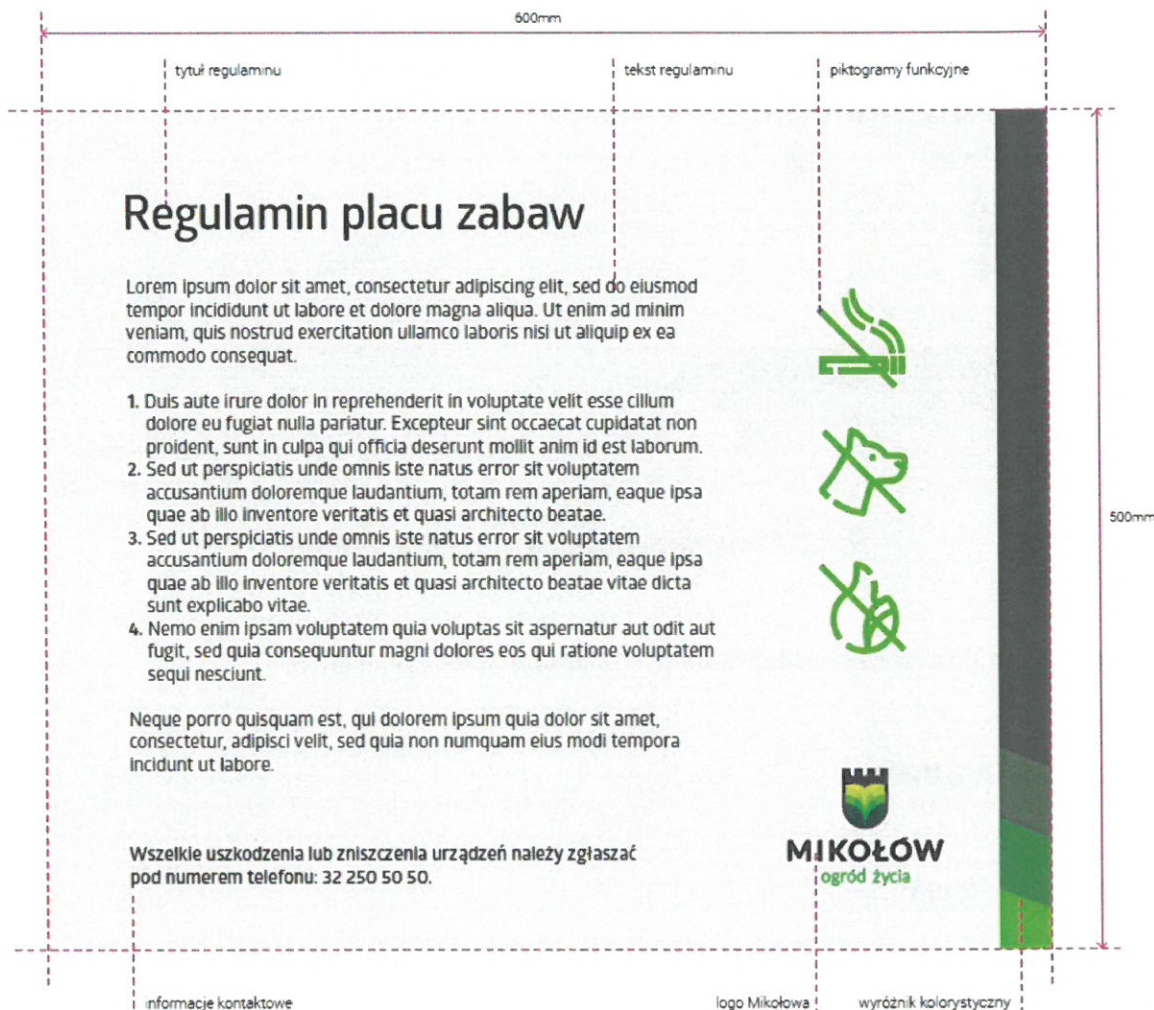 600mm
tytuł regulaminu
tekst regulaminu
piktogramy funkcyjne
Regulamin placu zabaw
Lorem ipsum dolor sit amet, consectetur adipiscing elit, sed do eiusmod
tempor incididunt ut labore et dolore magna aliqua. Ut enim ad minim
veniam, quis nostrud exercitation ullamco laboris nisi ut aliquip ex ea
commodo consequat.
1. Duis aute irure dolor in reprehenderit in voluptate velit esse cillum
dolore eu fugiat nulla pariatur. Excepteur sint occaecat cupidatat non
proident, sunt in culpa qui officia deserunt mollit anim id est laborum.
2. Sed ut perspiciatis unde omnis iste natus error sit voluptatem
accusantium doloremque laudantium, totam rem aperiam, eaque ipsa
quae ab illo inventore veritatis et quasi architecto beatae.
3. Sed ut perspiciatis unde omnis iste natus error sit voluptatem
accusantium doloremque laudantium, totam rem aperiam, eaque ipsa
quae ab illo inventore veritatis et quasi architecto beatae vitae dicta
sunt explicabo vitae.
4. Nemo enim ipsam voluptatem quia voluptas sit aspernatur aut odit aut
fugit, sed quia consequuntur magni dolores eos qui ratione voluptatem
sequi nesciunt.
Neque porro quisquam est, qui dolorem ipsum quia dolor sit amet,
consectetur, adipisci velit, sed quia non numquam eius modi tempora
incidunt ut labore.
500mm
Wszelkie uszkodzenia lub zniszczenia urządzeń należy zgłaszać
pod numerem telefonu: 32 250 50 50.
MIKOŁÓW
ogród życia
informacje kontaktowe
logo Mikołowa
wyróżnik kolorystyczny